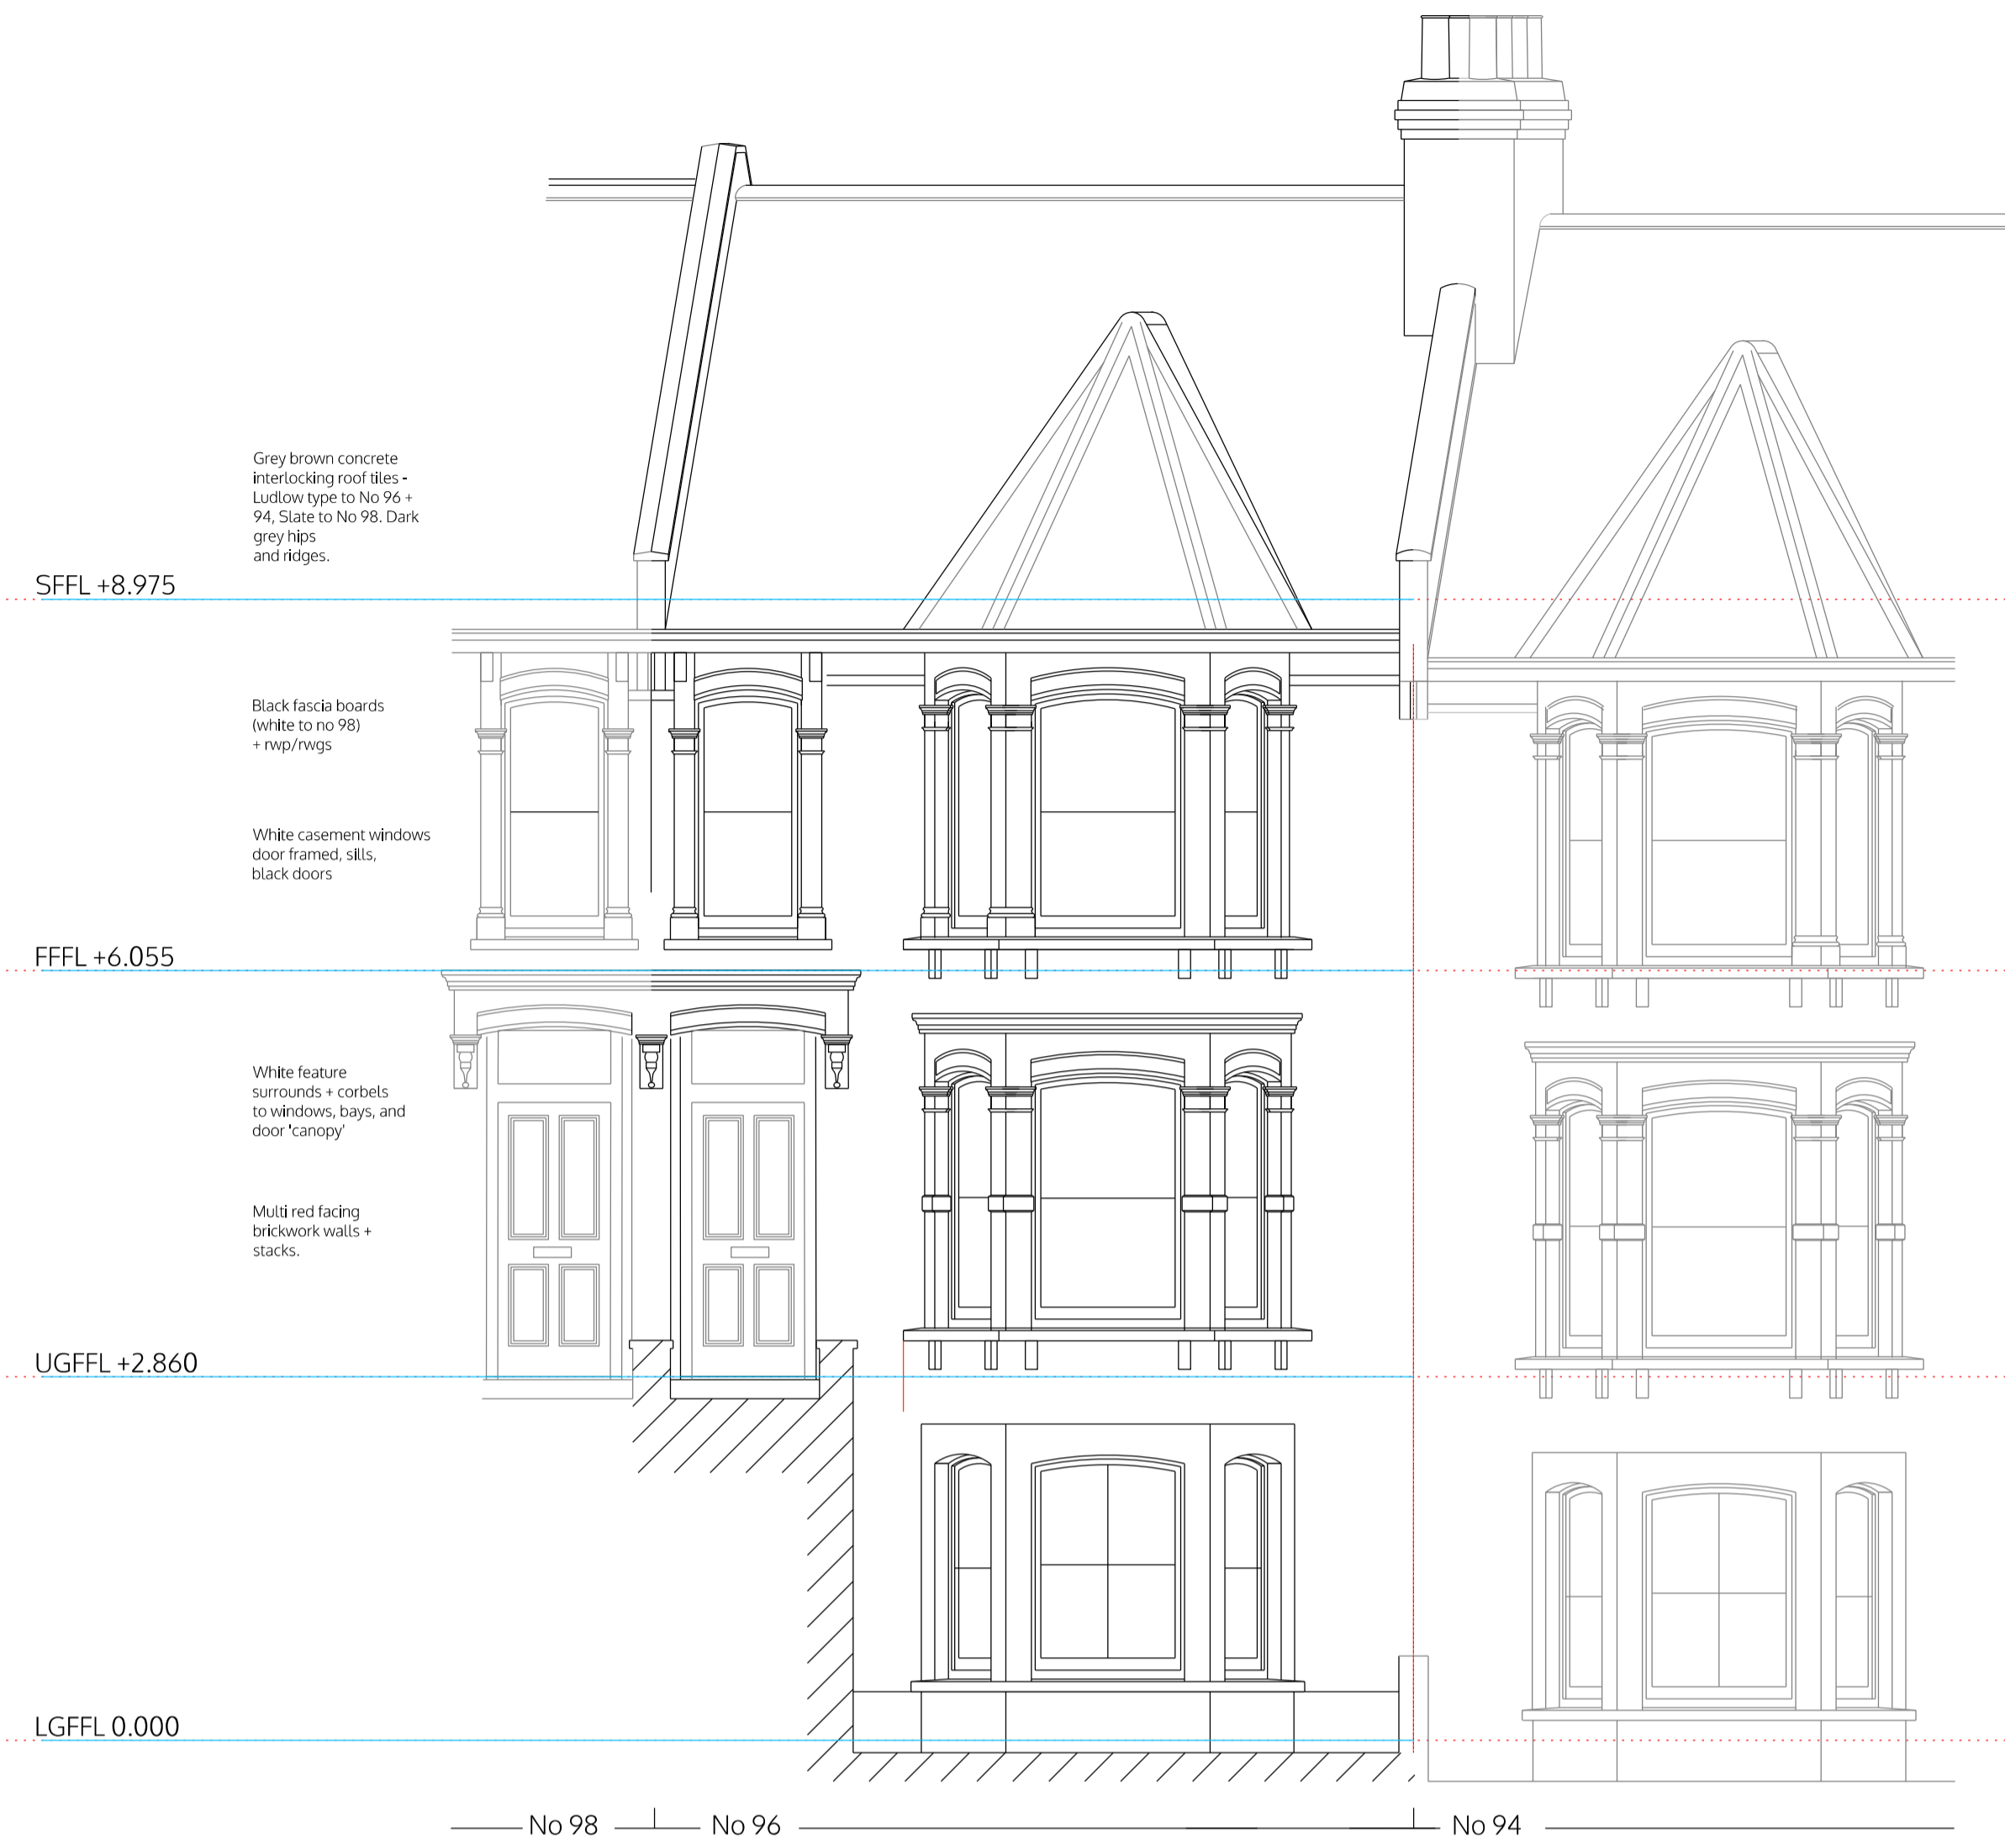 Grey brown concrete
interlocking roof tiles -
Ludlow type to No 96 +
94, Slate to No 98. Dark
grey hips
and ridges.
SFFL +8.975
Black fascia boards
(white to no 98)
+ rwp/rwgs
White casement windows
door framed, sills,
black doors
FFFL +6.055
White feature
surrounds + corbels
to windows, bays, and
door 'canopy'
Multi red facing
brickwork walls +
stacks.
UGFFL +2.860
LGFFL 0.000
No 98
No 96
No 94